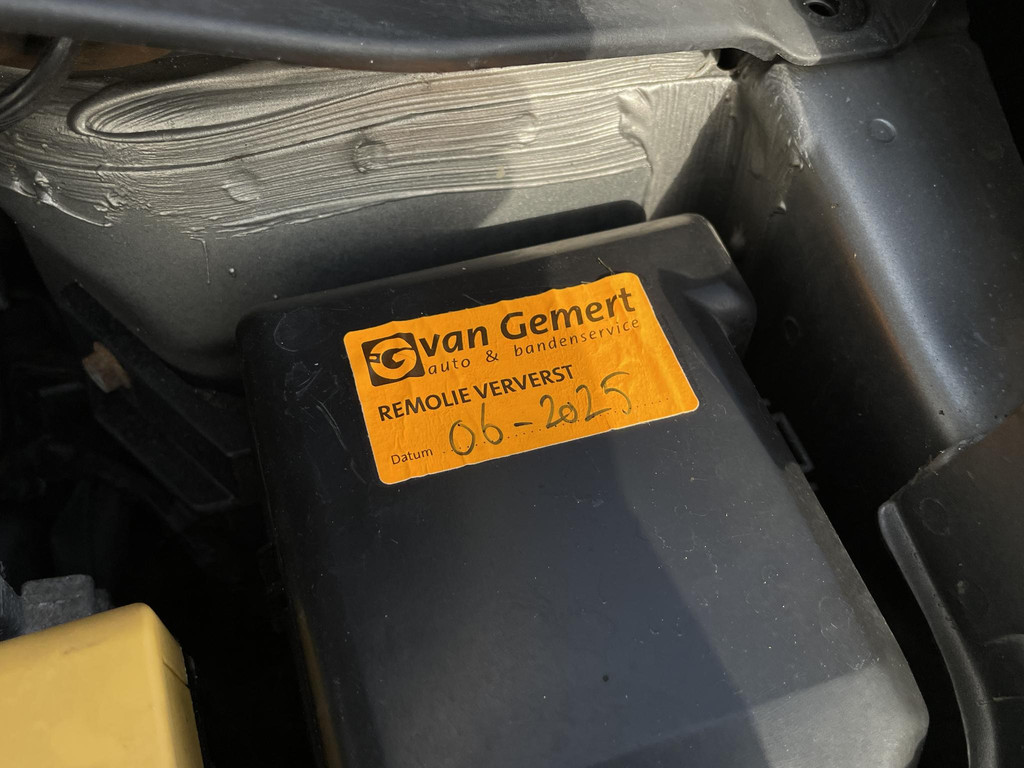 van Gemert
auto & bandenservice
REMOLIE VERVERST
Datum 06-2025